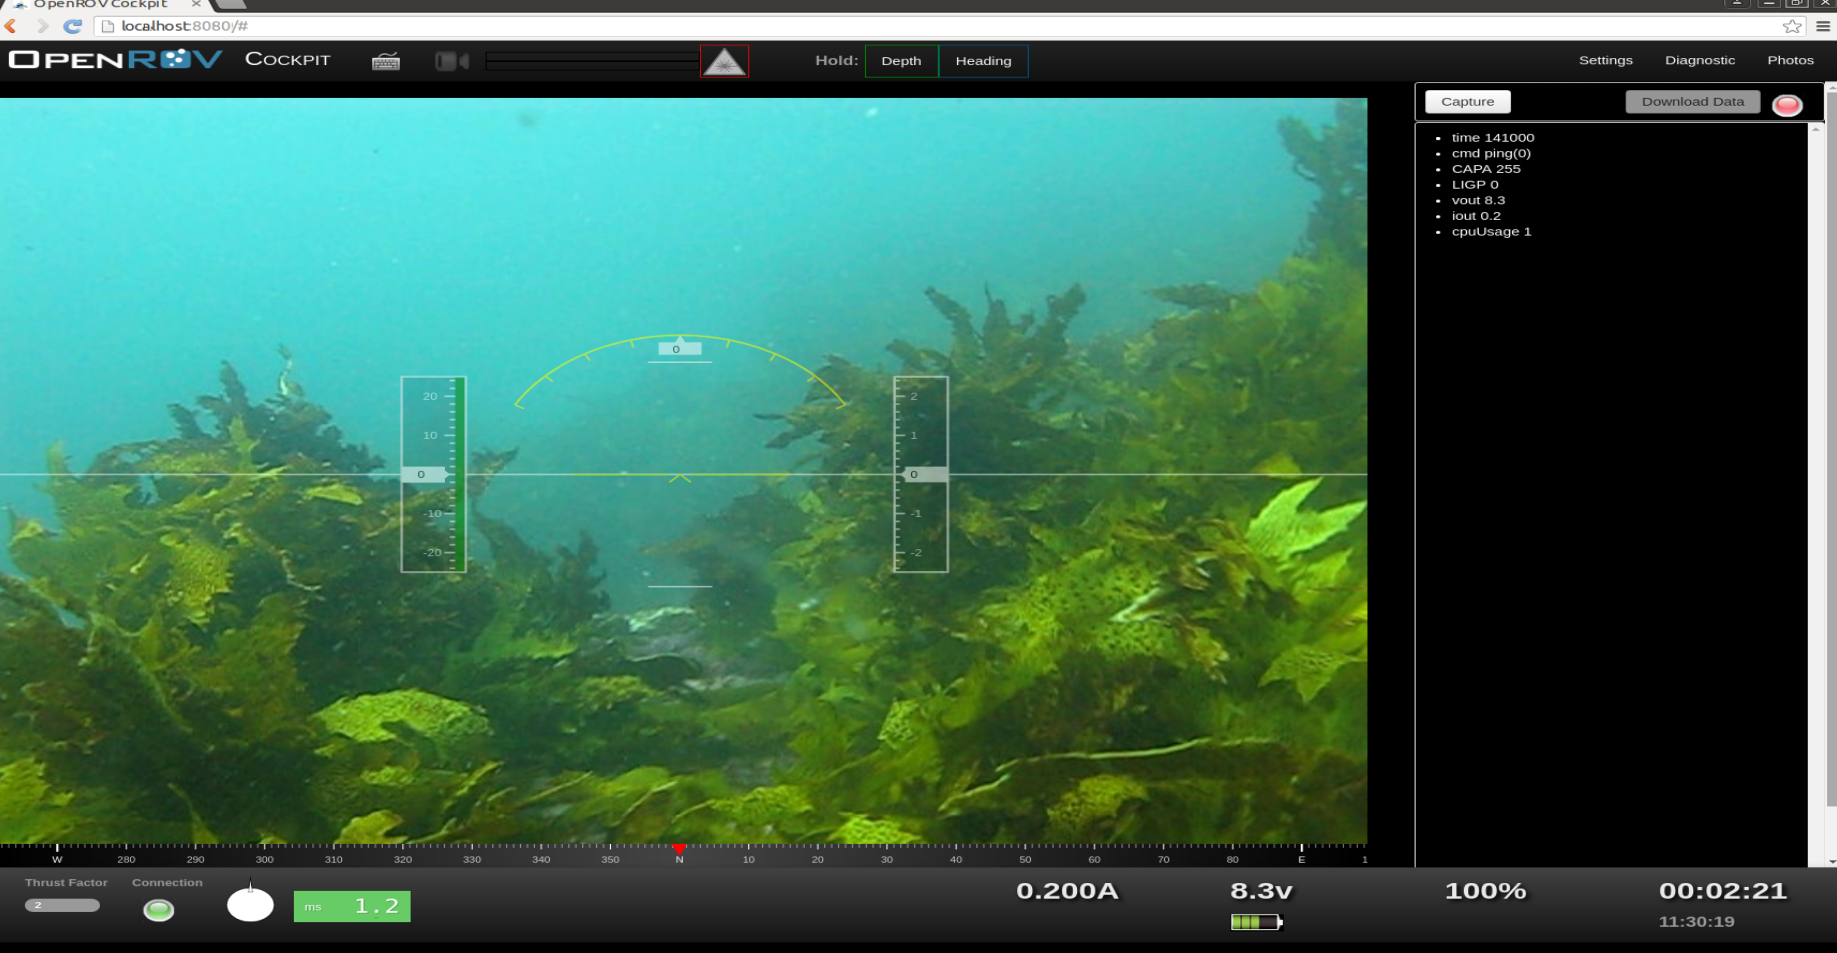 OpenROV Cockpit ×
localhost:8080/#
OPENROV COCKPIT Hold: Depth Heading Settings Diagnostic Photos
Capture Download Data
time 141000
cmd ping(0)
CAPA 255
LIGP 0
vout 8.3
iout 0.2
cpuUsage 1
0
20 2
10 1
0 0
-10 -1
-20 -2
W 280 290 300 310 320 330 340 350 N 10 20 30 40 50 60 70 80 E 1
Thrust Factor Connection
2
ms 1.2
0.200A 8.3v 100% 00:02:21
11:30:19